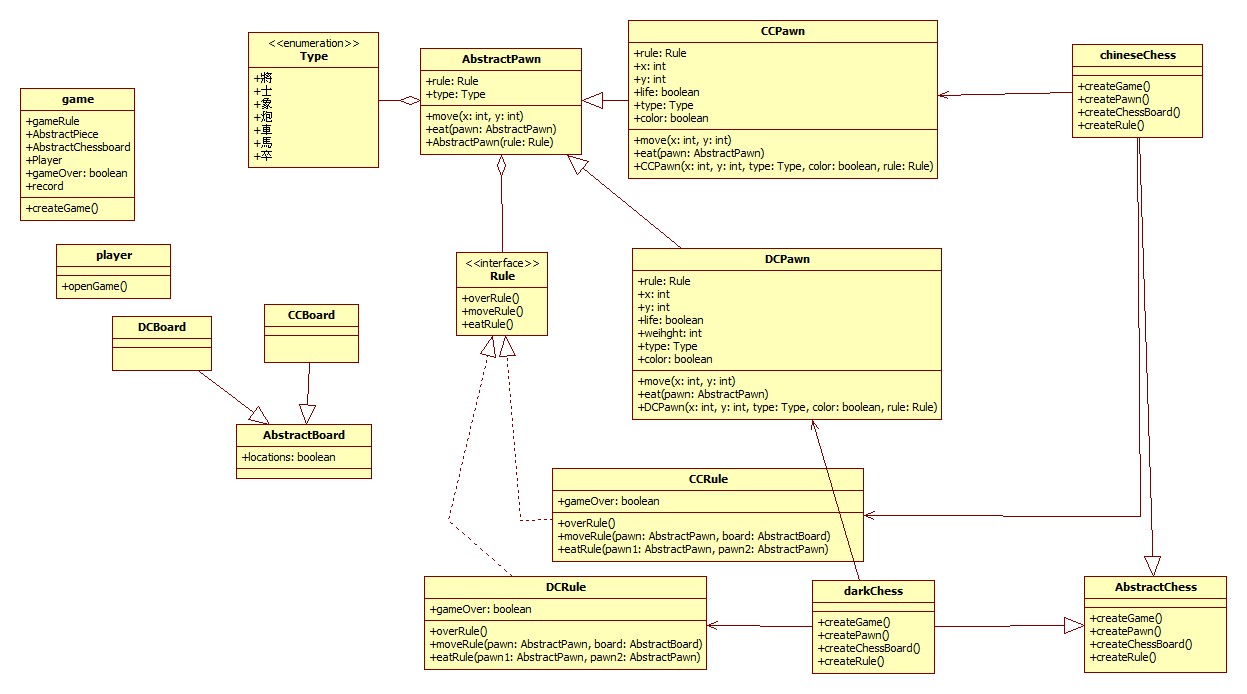 game
+gameRule
+AbstractPiece
+AbstractChessboard
+Player
+gameOver: boolean
+record
+createGame()
<<enumeration>>
Type
+將
+士
+象
+炮
+車
+馬
+卒
AbstractPawn
+rule: Rule
+type: Type
+move(x: int, y: int)
+eat(pawn: AbstractPawn)
+AbstractPawn(rule: Rule)
CCPawn
+rule: Rule
+x: int
+y: int
+life: boolean
+type: Type
+color: boolean
+move(x: int, y: int)
+eat(pawn: AbstractPawn)
+CCPawn(x: int, y: int, type: Type, color: boolean, rule: Rule)
chineseChess
+createGame()
+createPawn()
+createChessBoard()
+createRule()
player
+openGame()
DCBoard
CCBoard
AbstractBoard
+locations: boolean
<<interface>>
Rule
+overRule()
+moveRule()
+eatRule()
DCPawn
+rule: Rule
+x: int
+y: int
+life: boolean
+weihght: int
+type: Type
+color: boolean
+move(x: int, y: int)
+eat(pawn: AbstractPawn)
+DCPawn(x: int, y: int, type: Type, color: boolean, rule: Rule)
CCRule
+gameOver: boolean
+overRule()
+moveRule(pawn: AbstractPawn, board: AbstractBoard)
+eatRule(pawn1: AbstractPawn, pawn2: AbstractPawn)
DCRule
+gameOver: boolean
+overRule()
+moveRule(pawn: AbstractPawn, board: AbstractBoard)
+eatRule(pawn1: AbstractPawn, pawn2: AbstractPawn)
darkChess
+createGame()
+createPawn()
+createChessBoard()
+createRule()
AbstractChess
+createGame()
+createPawn()
+createChessBoard()
+createRule()